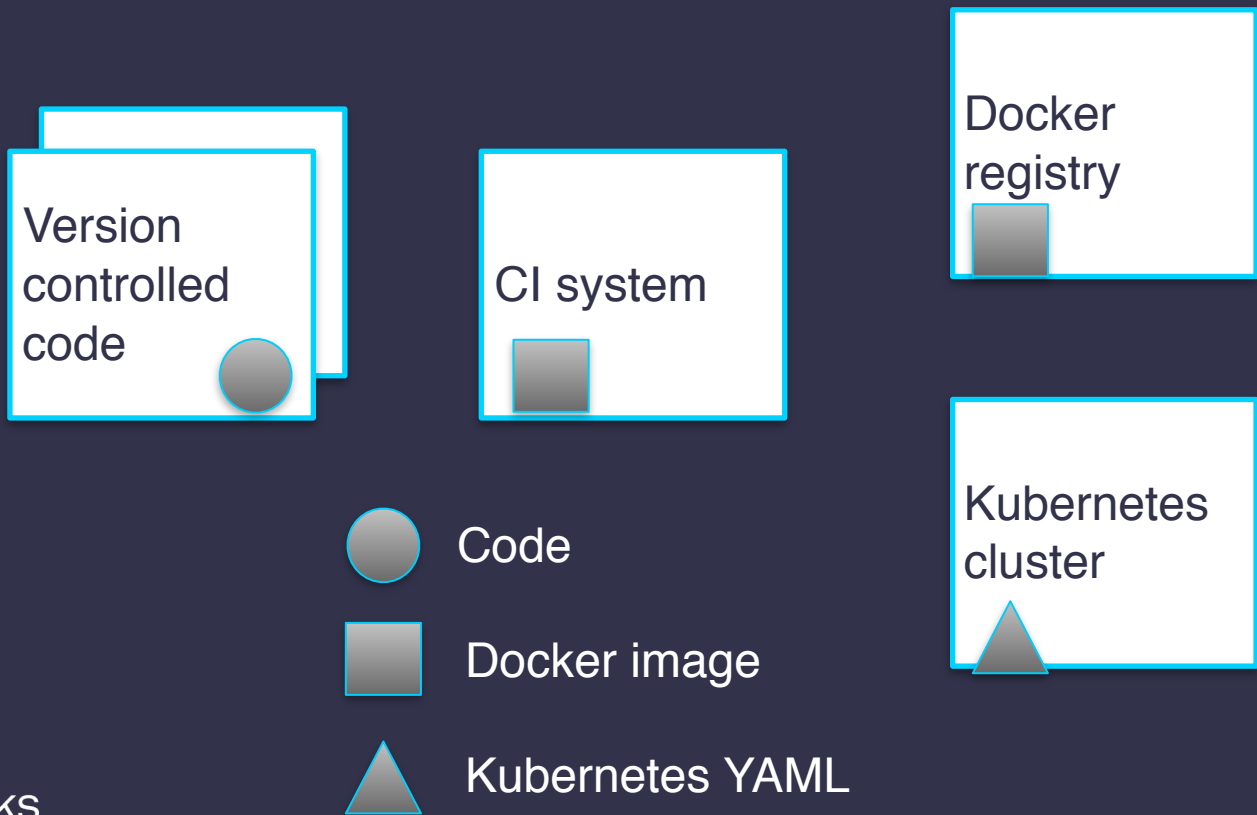 Version
controlled
code
CI system
Docker
registry
Kubernetes
cluster
Code
Docker image
Kubernetes YAML